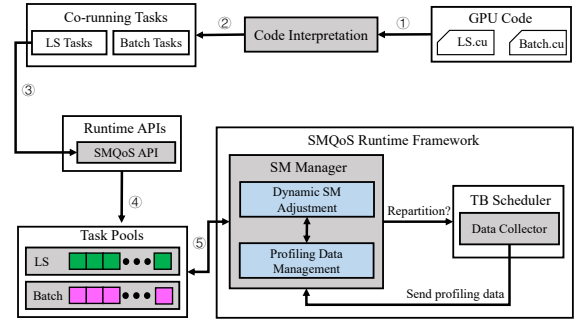 Co-running Tasks
LS Tasks
Batch Tasks
②
Code Interpretation
①
GPU Code
LS.cu
Batch.cu
③
Runtime APIs
SMQoS API
④
Task Pools
LS
Batch
⑤
SMQoS Runtime Framework
SM Manager
Dynamic SM
Adjustment
Profiling Data
Management
Repartition?
TB Scheduler
Data Collector
Send profiling data